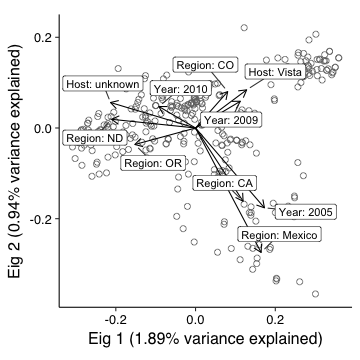 Eig 2 (0.94% variance explained)
0.2
0.0
-0.2
Region: CO
Host: Vista
Host: unknown
Year: 2010
Year: 2009
Region: ND
Region: OR
Region: CA
Year: 2005
Region: Mexico
-0.2
0.0
0.2
Eig 1 (1.89% variance explained)